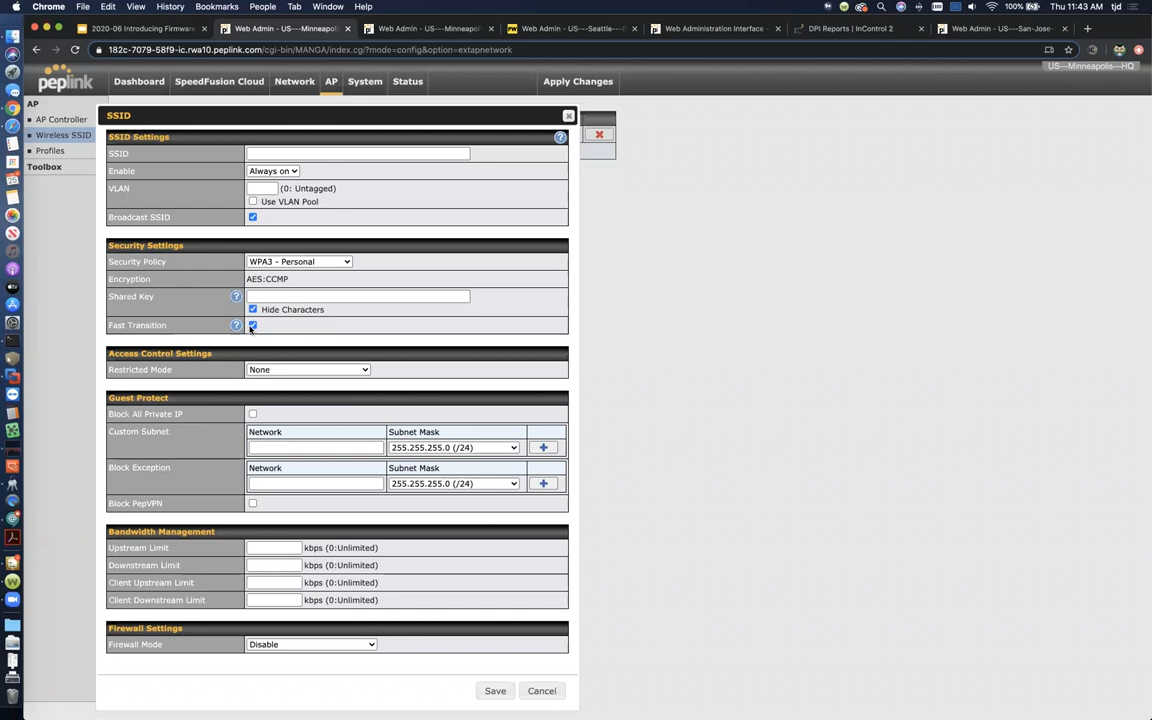 Chrome File Edit View History Bookmarks People Tab Window Help 100% Thu 11:43 AM tjd
2020-06 Introducing Firmware Web Admin - US---Minneapolis Web Admin - US---Minneapol Web Admin - US---Seattle--- Web Administration Interface - DPI Reports | InControl 2 Web Admin - US---San-Jose-
182c-7079-58f9-ic.rwa10.peplink.com/cgi-bin/MANGA/index.cgi?mode=config&option=extapnetwork
US---Minneapolis---HQ
peplink Dashboard SpeedFusion Cloud Network AP System Status Apply Changes
AP
AP Controller
Wireless SSID
Profiles
Toolbox
SSID
SSID Settings
SSID
Enable Always on
VLAN (0: Untagged)
Use VLAN Pool
Broadcast SSID
Security Settings
Security Policy WPA3 - Personal
Encryption AES:CCMP
Shared Key
Hide Characters
Fast Transition
Access Control Settings
Restricted Mode None
Guest Protect
Block All Private IP
Custom Subnet Network Subnet Mask
255.255.255.0 (/24)
Block Exception Network Subnet Mask
255.255.255.0 (/24)
Block PepVPN
Bandwidth Management
Upstream Limit kbps (0:Unlimited)
Downstream Limit kbps (0:Unlimited)
Client Upstream Limit kbps (0:Unlimited)
Client Downstream Limit kbps (0:Unlimited)
Firewall Settings
Firewall Mode Disable
Save Cancel